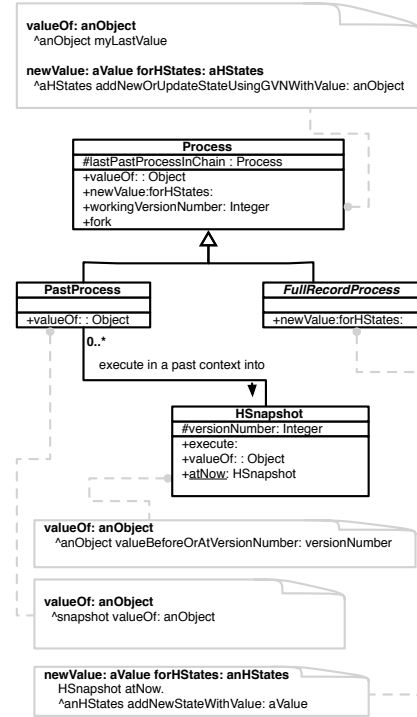 valueOf: anObject
^anObject myLastValue
newValue: aValue forHStates: aHStates
^aHStates addNewOrUpdateStateUsingGVNWithValue: anObject
Process
#lastPastProcessInChain : Process
+valueOf: : Object
+newValue:forHStates:
+workingVersionNumber: Integer
+fork
PastProcess
+valueOf: : Object
FullRecordProcess
+newValue:forHStates:
0..*
execute in a past context into
HSnapshot
#versionNumber: Integer
+execute:
+valueOf: : Object
+atNow: HSnapshot
valueOf: anObject
^anObject valueBeforeOrAtVersionNumber: versionNumber
valueOf: anObject
^snapshot valueOf: anObject
newValue: aValue forHStates: anHStates
HSnapshot atNow.
^anHStates addNewStateWithValue: aValue